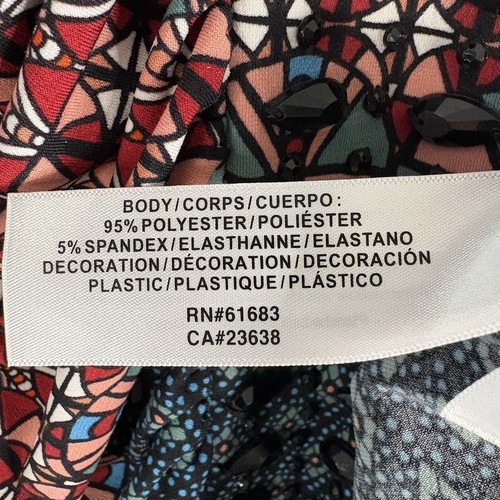 BODY/CORPS/CUERPO:
95% POLYESTER/POLIÉSTER
5% SPANDEX/ELASTHANNE/ELASTANO
DECORATION/DÉCORATION/DECORACIÓN
PLASTIC/PLASTIQUE/PLÁSTICO
RN#61683
CA#23638